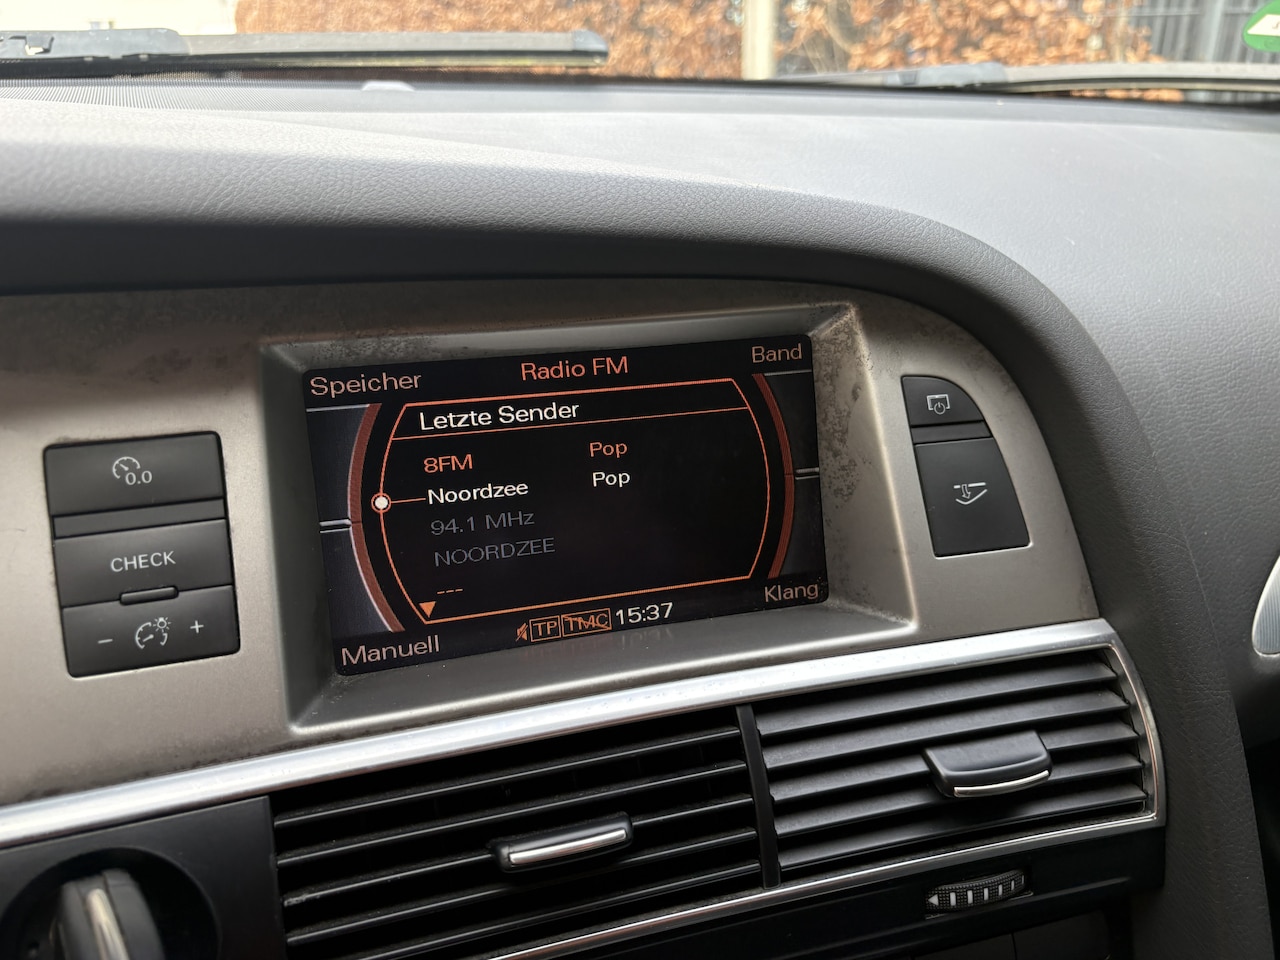 Speicher
Radio FM
Band
Letzte Sender
8FM Pop
Noordzee Pop
94.1 MHz
NOORDZEE
---
Manuell
TP TMC 15:37
Klang
0.0
CHECK
- +